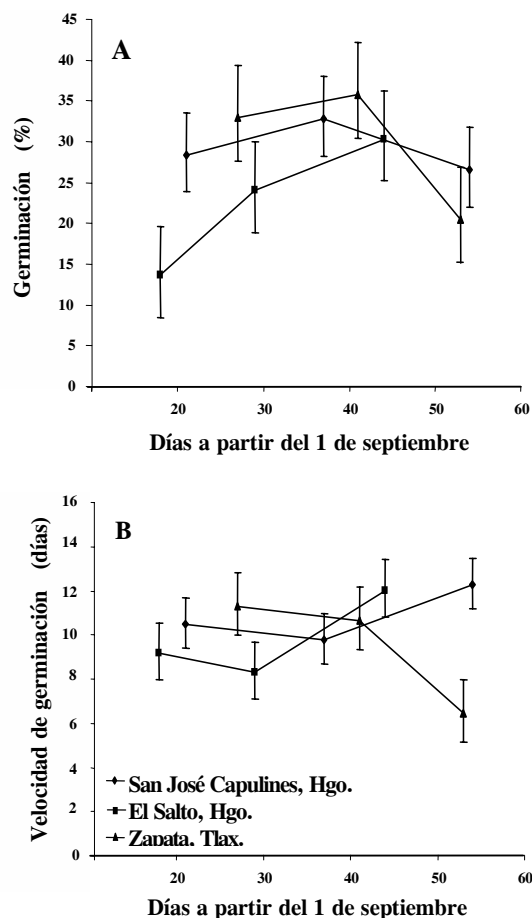 A
45
40
35
30
25
20
15
10
5
0
Germinación (%)
20 30 40 50 60
Días a partir del 1 de septiembre
B
16
14
12
10
8
6
4
2
0
Velocidad de germinación (días)
San José Capulines, Hgo.
El Salto, Hgo.
Zapata, Tlax.
20 30 40 50 60
Días a partir del 1 de septiembre